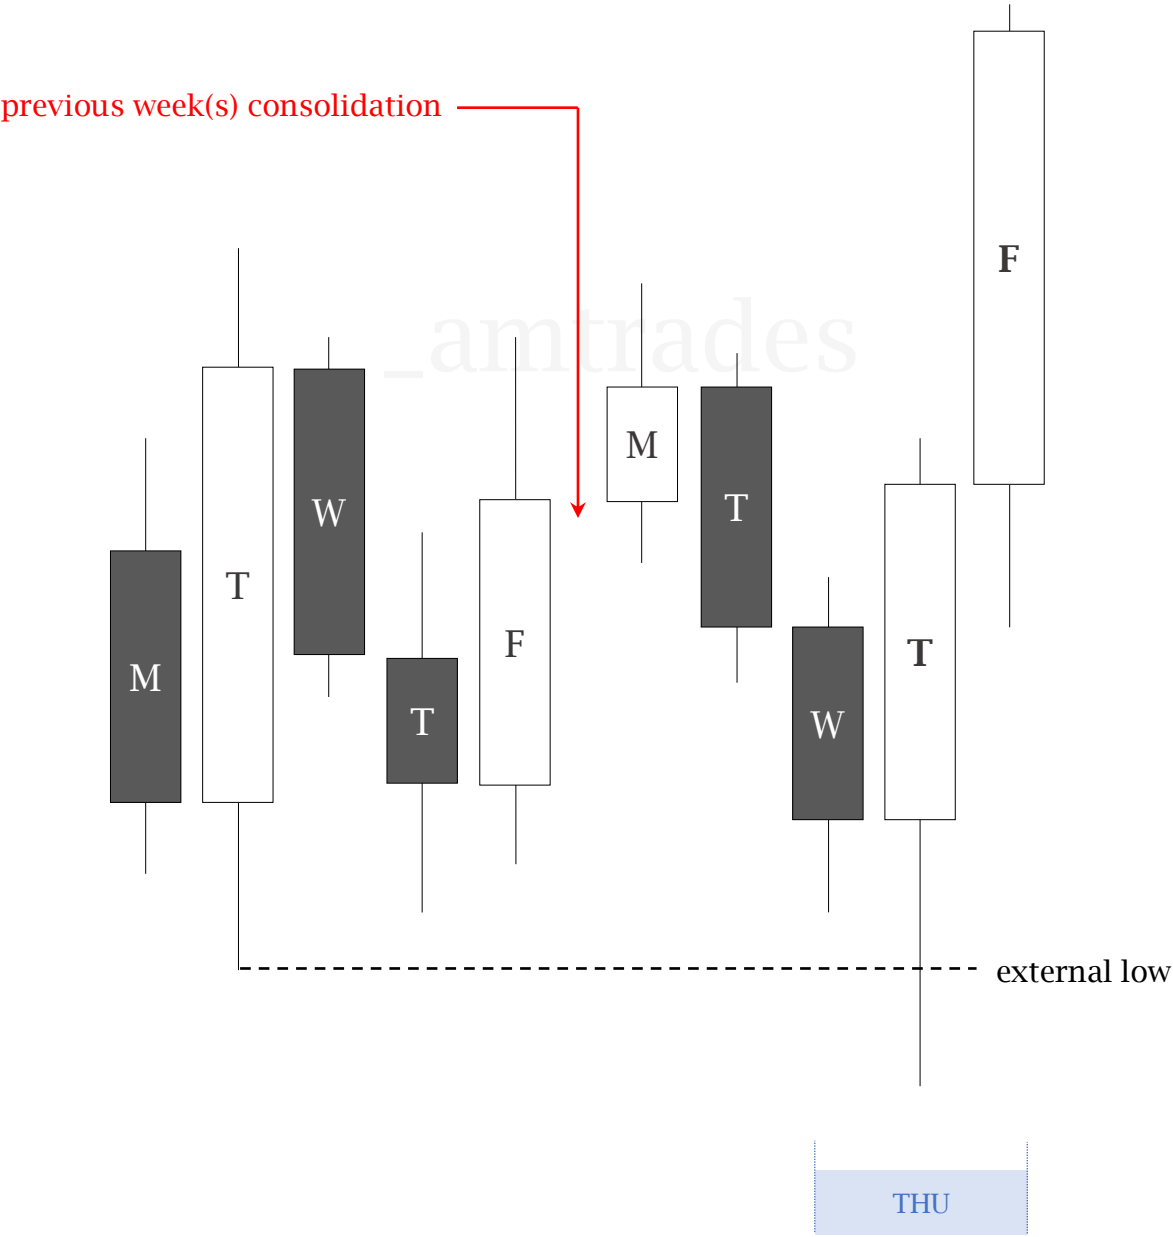 previous week(s) consolidation
_amtrades
M
T
W
T
F
M
T
W
T
F
external low
THU